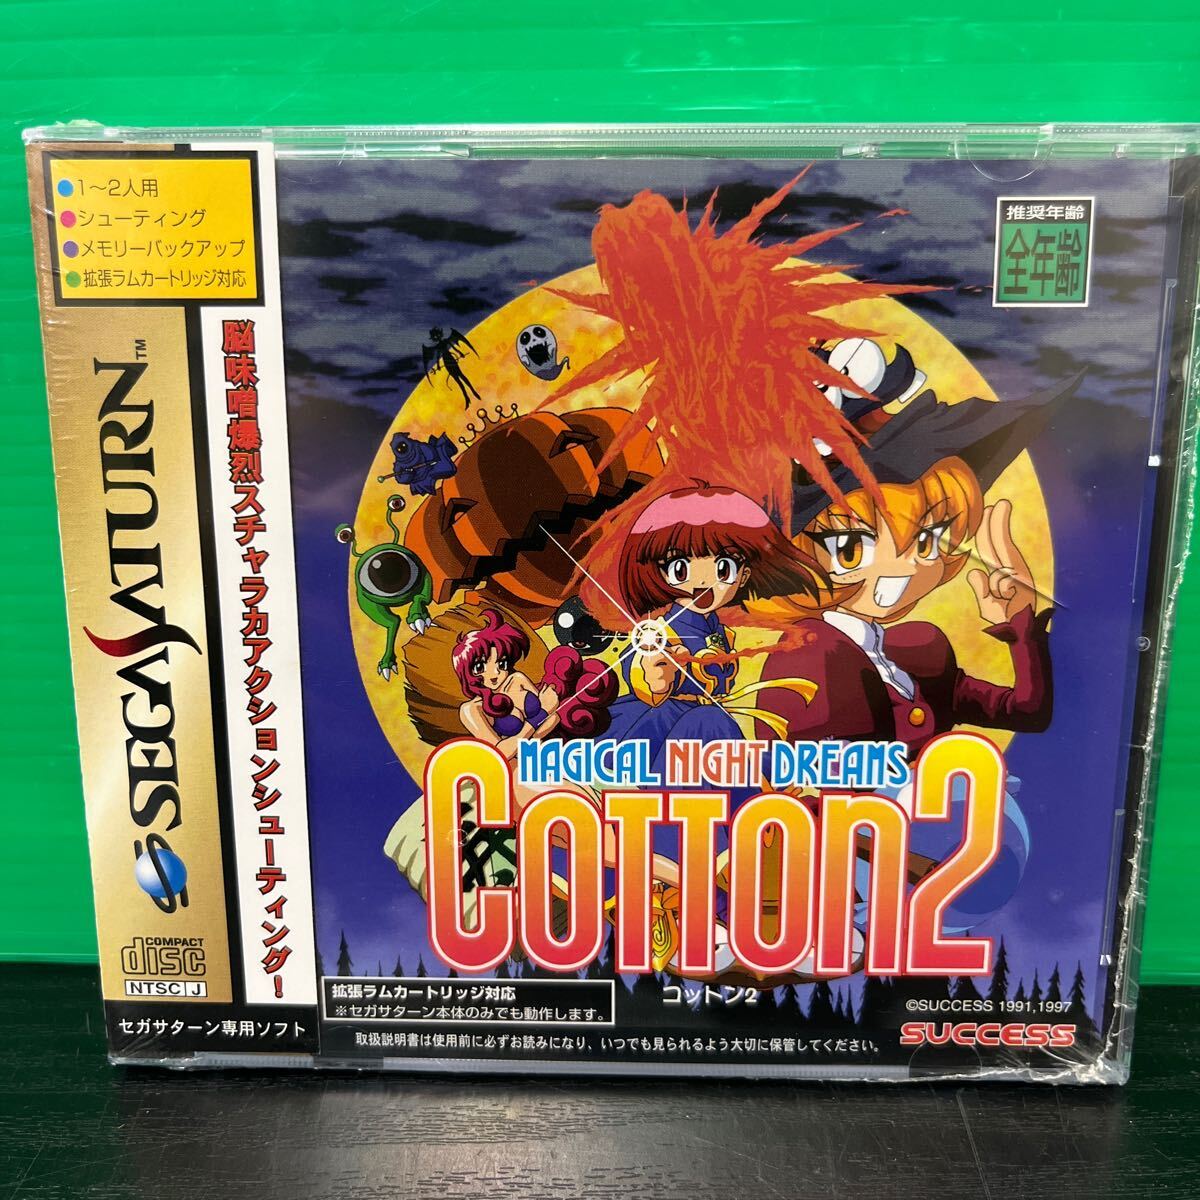 ●1～2人用
●シューティング
●メモリーバックアップ
●拡張ラムカートリッジ対応
SEGA SATURN™
脳味噌爆烈スチャラカアクションシューティング!
COMPACT
disc
NTSC J
セガサターン専用ソフト
推奨年齢
全年齢
MAGICAL NIGHT DREAMS
COTTON2
コットン2
拡張ラムカートリッジ対応
※セガサターン本体のみでも動作します。
©SUCCESS 1991,1997
SUCCESS
取扱説明書は使用前に必ずお読みになり、いつでも見られるよう大切に保管してください。